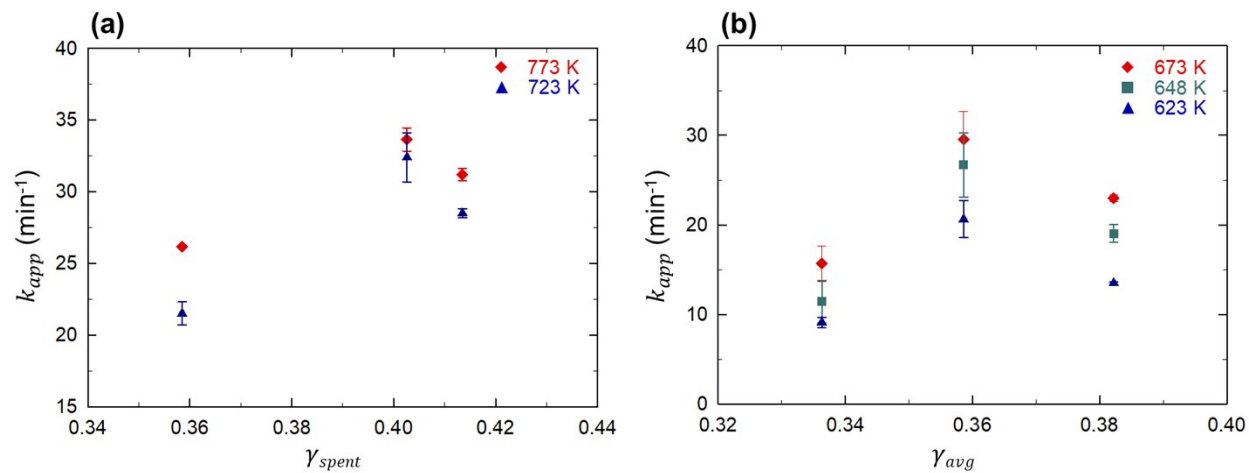 (a)
40
35
30
25
20
15
k_app (min⁻¹)
773 K
723 K
0.34 0.36 0.38 0.40 0.42 0.44
γ_spent
(b)
40
30
20
10
0
k_app (min⁻¹)
673 K
648 K
623 K
0.32 0.34 0.36 0.38 0.40
γ_avg